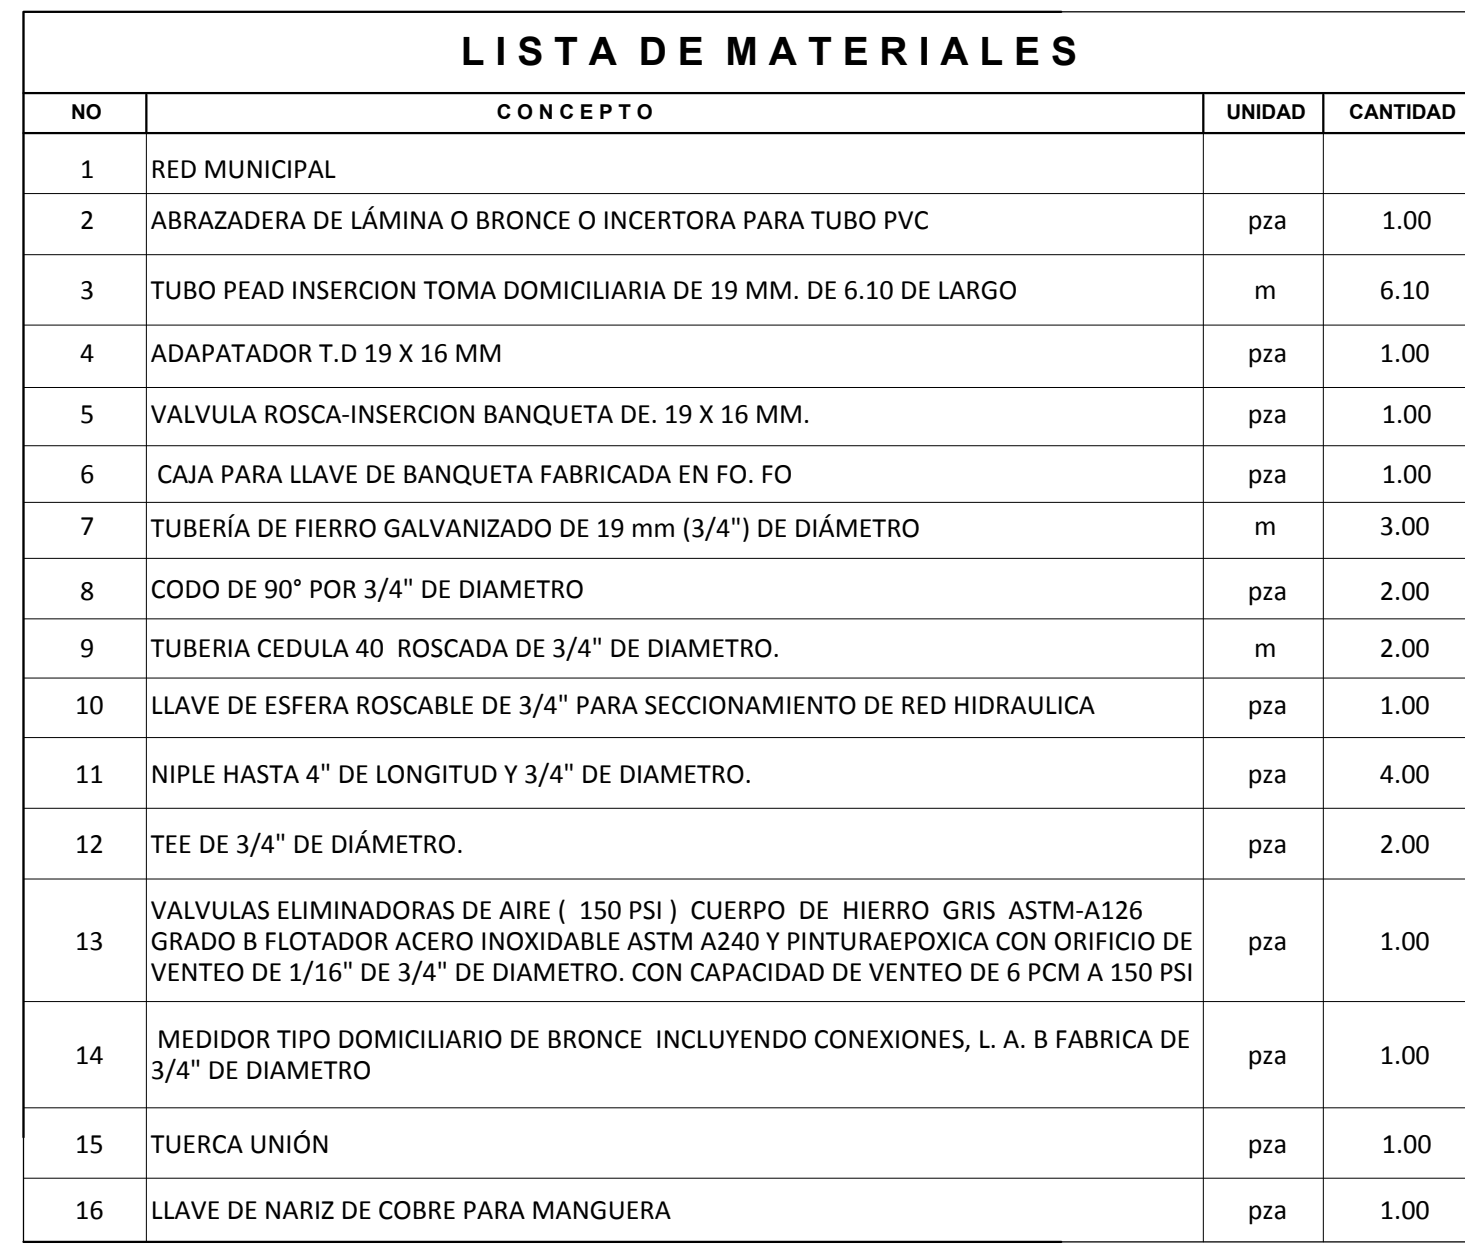 LISTA DE MATERIALES
NO CONCEPTO UNIDAD CANTIDAD
1 RED MUNICIPAL
2 ABRAZADERA DE LÁMINA O BRONCE O INCERTORA PARA TUBO PVC pza 1.00
3 TUBO PEAD INSERCION TOMA DOMICILIARIA DE 19 MM. DE 6.10 DE LARGO m 6.10
4 ADAPATADOR T.D 19 X 16 MM pza 1.00
5 VALVULA ROSCA-INSERCION BANQUETA DE. 19 X 16 MM. pza 1.00
6 CAJA PARA LLAVE DE BANQUETA FABRICADA EN FO. FO pza 1.00
7 TUBERÍA DE FIERRO GALVANIZADO DE 19 mm (3/4") DE DIÁMETRO m 3.00
8 CODO DE 90° POR 3/4" DE DIAMETRO pza 2.00
9 TUBERIA CEDULA 40 ROSCADA DE 3/4" DE DIAMETRO. m 2.00
10 LLAVE DE ESFERA ROSCABLE DE 3/4" PARA SECCIONAMIENTO DE RED HIDRAULICA pza 1.00
11 NIPLE HASTA 4" DE LONGITUD Y 3/4" DE DIAMETRO. pza 4.00
12 TEE DE 3/4" DE DIÁMETRO. pza 2.00
VALVULAS ELIMINADORAS DE AIRE ( 150 PSI ) CUERPO DE HIERRO GRIS ASTM-A126
13 GRADO B FLOTADOR ACERO INOXIDABLE ASTM A240 Y PINTURAEPOXICA CON ORIFICIO DE pza 1.00
VENTEO DE 1/16" DE 3/4" DE DIAMETRO. CON CAPACIDAD DE VENTEO DE 6 PCM A 150 PSI
14 MEDIDOR TIPO DOMICILIARIO DE BRONCE INCLUYENDO CONEXIONES, L. A. B FABRICA DE pza 1.00
3/4" DE DIAMETRO
15 TUERCA UNIÓN pza 1.00
16 LLAVE DE NARIZ DE COBRE PARA MANGUERA pza 1.00